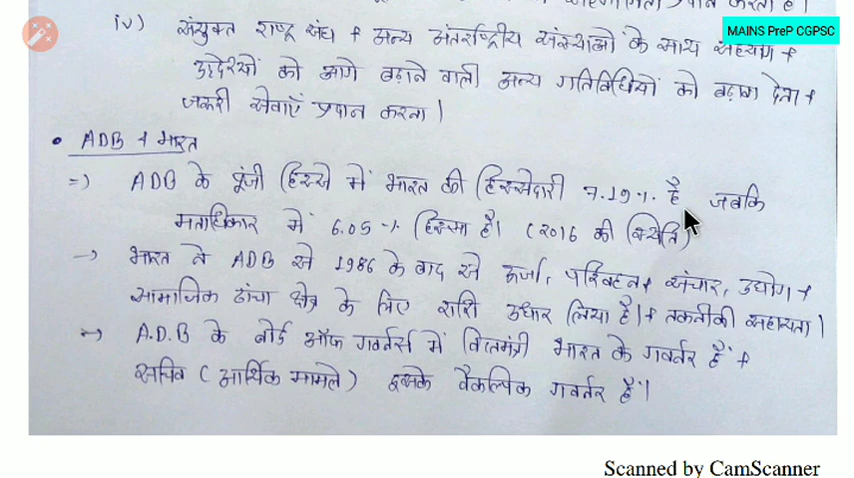 MAINS PreP CGPSC
iv) संयुक्त राष्ट्र संघ + अन्य अंतर्राष्ट्रीय संस्थाओं के साथ सहयोग +
उद्देश्यों को आगे बढ़ाने वाली अन्य गतिविधियों को बढ़ावा देना +
जरूरी सेवाएँ प्रदान करना।
• ADB + भारत
=) ADB के पूंजी हिस्से में भारत की हिस्सेदारी 7.19% है जबकि
मताधिकार में 6.05% हिस्सा है। (2016 की स्थिति)
→ भारत ने ADB से 1986 के बाद से ऊर्जा, परिवहन + संचार, उद्योग +
सामाजिक ढांचा क्षेत्र के लिए राशि उधार लिया है। + तकनीकी सहायता।
→ A.D.B के बोर्ड ऑफ गवर्नर्स में वित्तमंत्री भारत के गवर्नर हैं +
सचिव (आर्थिक मामले) इसके वैकल्पिक गवर्नर हैं।
Scanned by CamScanner